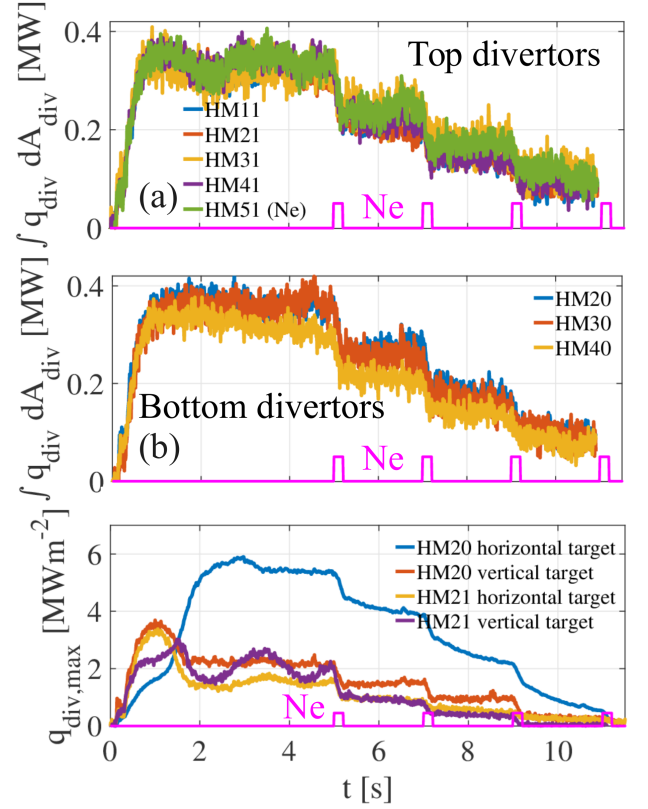 ∫ q_div dA_div [MW]
0.4
0.2
0
Top divertors
HM11
HM21
HM31
HM41
HM51 (Ne)
(a)
Ne
∫ q_div dA_div [MW]
0.4
0.2
0
HM20
HM30
HM40
Bottom divertors
(b)
Ne
q_div,max [MWm^-2]
6
4
2
0
HM20 horizontal target
HM20 vertical target
HM21 horizontal target
HM21 vertical target
Ne
0 2 4 6 8 10
t [s]